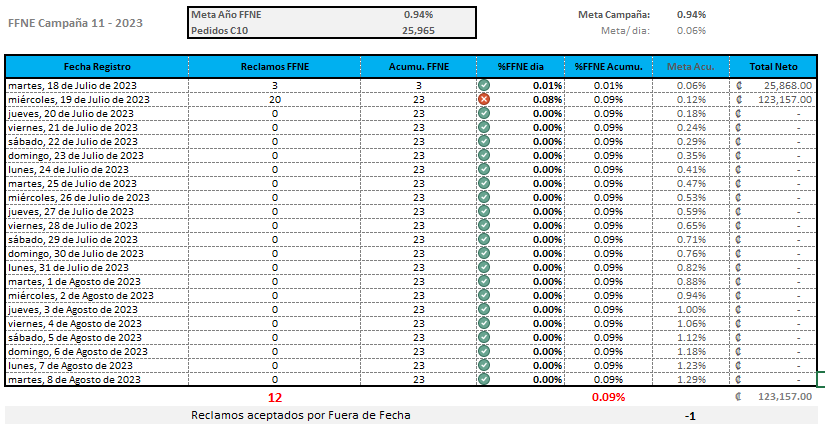 FFNE Campaña 11 - 2023
Meta Año FFNE 0.94%
Pedidos C10 25,965
Meta Campaña: 0.94%
Meta/ dia: 0.06%
Fecha Registro Reclamos FFNE Acumu. FFNE %FFNE dia %FFNE Acumu. Meta Acu. Total Neto
martes, 18 de Julio de 2023 3 3 0.01% 0.01% 0.06% ₡ 25,868.00
miércoles, 19 de Julio de 2023 20 23 0.08% 0.09% 0.12% ₡ 123,157.00
jueves, 20 de Julio de 2023 0 23 0.00% 0.09% 0.18% ₡ -
viernes, 21 de Julio de 2023 0 23 0.00% 0.09% 0.24% ₡ -
sábado, 22 de Julio de 2023 0 23 0.00% 0.09% 0.29% ₡ -
domingo, 23 de Julio de 2023 0 23 0.00% 0.09% 0.35% ₡ -
lunes, 24 de Julio de 2023 0 23 0.00% 0.09% 0.41% ₡ -
martes, 25 de Julio de 2023 0 23 0.00% 0.09% 0.47% ₡ -
miércoles, 26 de Julio de 2023 0 23 0.00% 0.09% 0.53% ₡ -
jueves, 27 de Julio de 2023 0 23 0.00% 0.09% 0.59% ₡ -
viernes, 28 de Julio de 2023 0 23 0.00% 0.09% 0.65% ₡ -
sábado, 29 de Julio de 2023 0 23 0.00% 0.09% 0.71% ₡ -
domingo, 30 de Julio de 2023 0 23 0.00% 0.09% 0.76% ₡ -
lunes, 31 de Julio de 2023 0 23 0.00% 0.09% 0.82% ₡ -
martes, 1 de Agosto de 2023 0 23 0.00% 0.09% 0.88% ₡ -
miércoles, 2 de Agosto de 2023 0 23 0.00% 0.09% 0.94% ₡ -
jueves, 3 de Agosto de 2023 0 23 0.00% 0.09% 1.00% ₡ -
viernes, 4 de Agosto de 2023 0 23 0.00% 0.09% 1.06% ₡ -
sábado, 5 de Agosto de 2023 0 23 0.00% 0.09% 1.12% ₡ -
domingo, 6 de Agosto de 2023 0 23 0.00% 0.09% 1.18% ₡ -
lunes, 7 de Agosto de 2023 0 23 0.00% 0.09% 1.23% ₡ -
martes, 8 de Agosto de 2023 0 23 0.00% 0.09% 1.29% ₡ -
12 0.09% ₡ 123,157.00
Reclamos aceptados por Fuera de Fecha -1